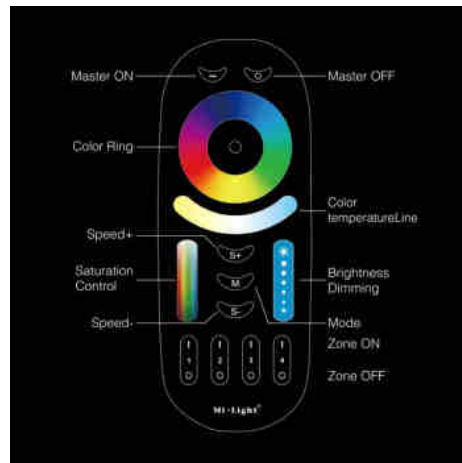 Master ON
Master OFF
Color Ring
Color
temperatureLine
Speed+
S+
Saturation
Control
M
Brightness
Dimming
Speed-
S-
Mode
Zone ON
I I I I
1 2 3 4
Zone OFF
Mi·Light®